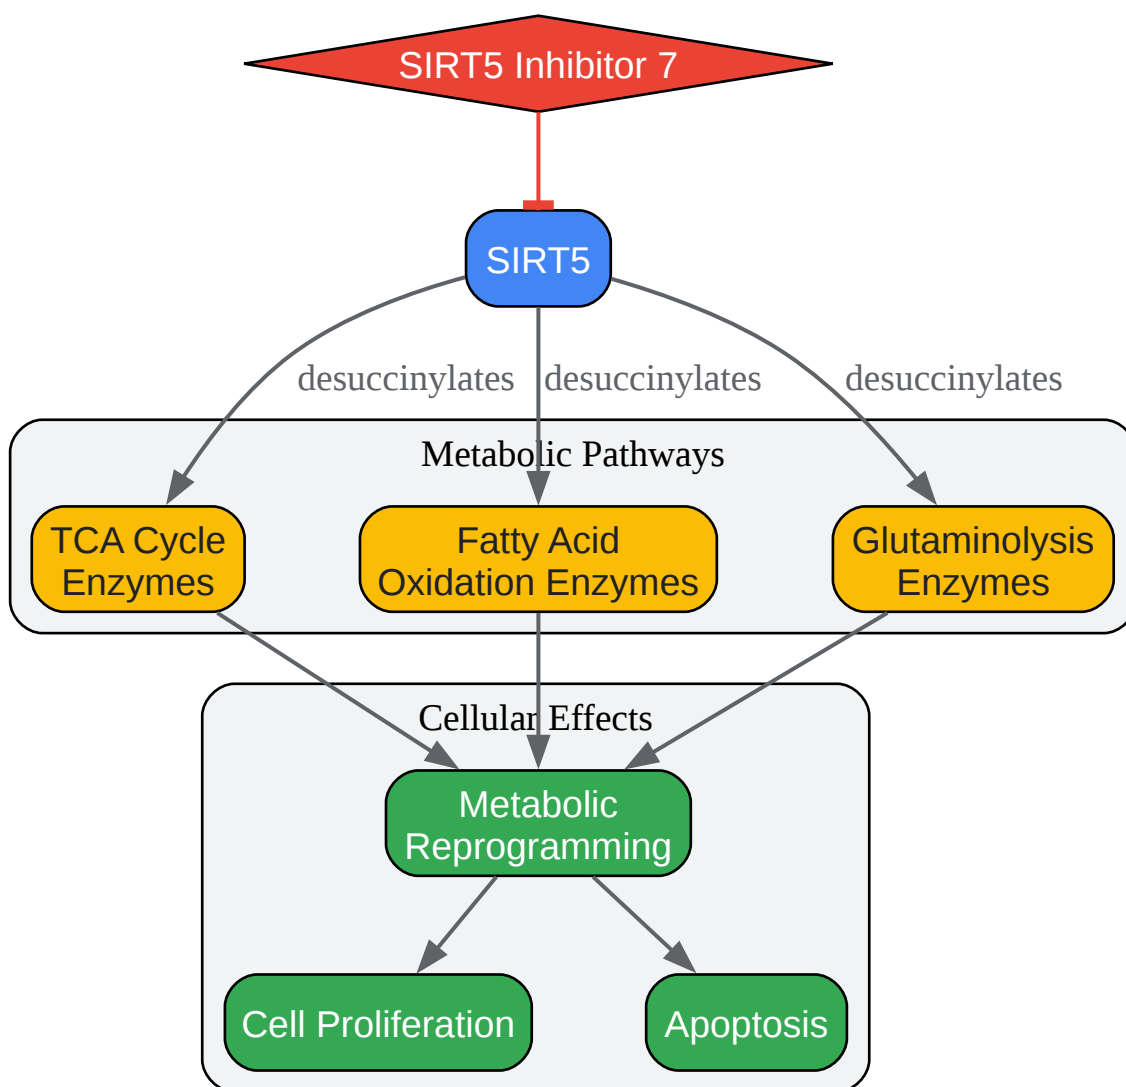 SIRT5 Inhibitor 7
SIRT5
desuccinylates
desuccinylates
desuccinylates
Metabolic Pathways
TCA Cycle
Enzymes
Fatty Acid
Oxidation Enzymes
Glutaminolysis
Enzymes
Cellular Effects
Metabolic
Reprogramming
Cell Proliferation
Apoptosis